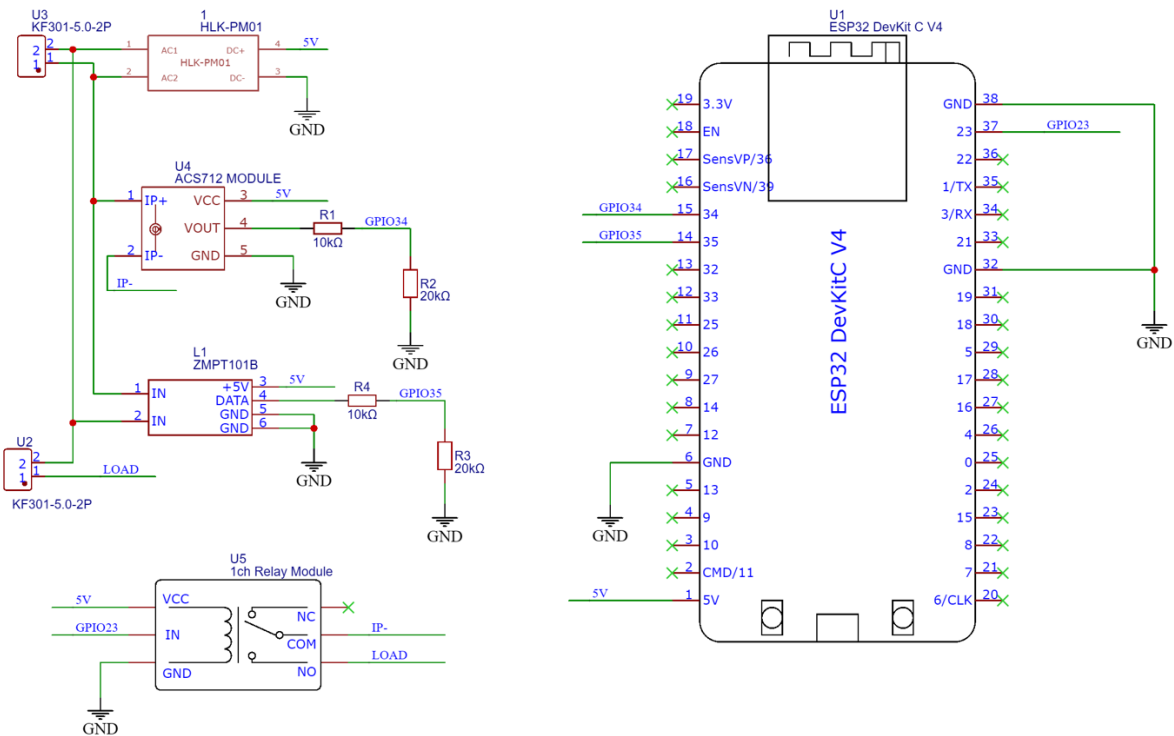 U3
KF301-5.0-2P
2 2
1 1
1
HLK-PM01
1 AC1 DC+ 4 5V
HLK-PM01
2 AC2 DC- 3
GND
U4
ACS712 MODULE
1 IP+ VCC 3 5V
VOUT 4 R1 GPIO34
10kΩ
2 IP- GND 5
IP-
GND
R2
20kΩ
GND
L1
ZMPT101B
1 IN +5V 3 5V
DATA 4 R4 GPIO35
10kΩ
2 IN GND 5
GND 6
GND
R3
20kΩ
GND
U2
2 2
1 1 LOAD
KF301-5.0-2P
U5
1ch Relay Module
5V VCC NC
GPIO23 IN COM IP-
GND NO LOAD
GND
U1
ESP32 DevKit C V4
19 3.3V GND 38
18 EN 23 37 GPIO23
17 SensVP/36 22 36
16 SensVN/39 1/TX 35
GPIO34 15 34 3/RX 34
GPIO35 14 35 21 33
13 32 GND 32
12 33 19 31
11 25 18 30
10 26 5 29
9 27 17 28
8 14 16 27
7 12 4 26
6 GND 0 25
5 13 2 24
4 9 15 23
3 10 8 22
2 CMD/11 7 21
5V 1 5V 6/CLK 20
ESP32 DevKitC V4
GND
GND